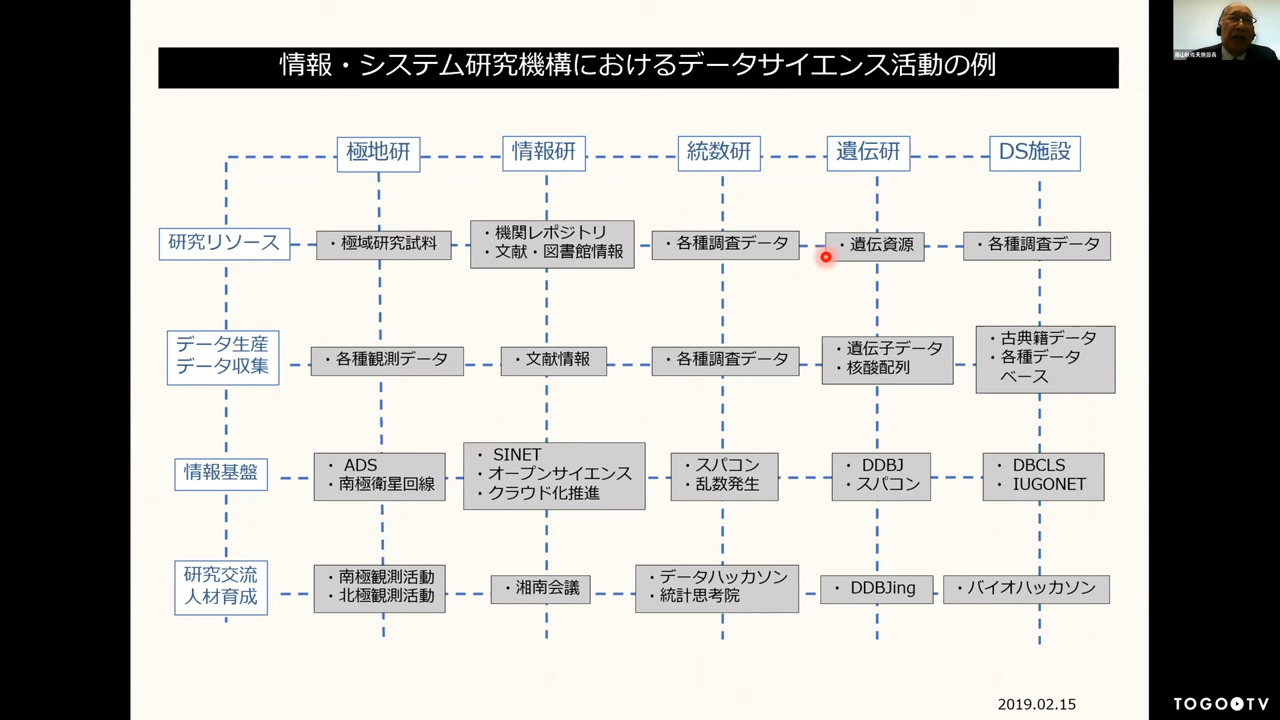 情報・システム研究機構におけるデータサイエンス活動の例
極地研
情報研
統数研
遺伝研
DS施設
研究リソース
・極域研究試料
・機関レポジトリ
・文献・図書館情報
・各種調査データ
・遺伝資源
・各種調査データ
データ生産
データ収集
・各種観測データ
・文献情報
・各種調査データ
・遺伝子データ
・核酸配列
・古典籍データ
・各種データ
ベース
情報基盤
・ ADS
・南極衛星回線
・ SINET
・オープンサイエンス
・クラウド化推進
・スパコン
・乱数発生
・ DDBJ
・スパコン
・ DBCLS
・ IUGONET
研究交流
人材育成
・南極観測活動
・北極観測活動
・湘南会議
・データハッカソン
・統計思考院
・ DDBJing
・バイオハッカソン
2019.02.15
TOGO TV